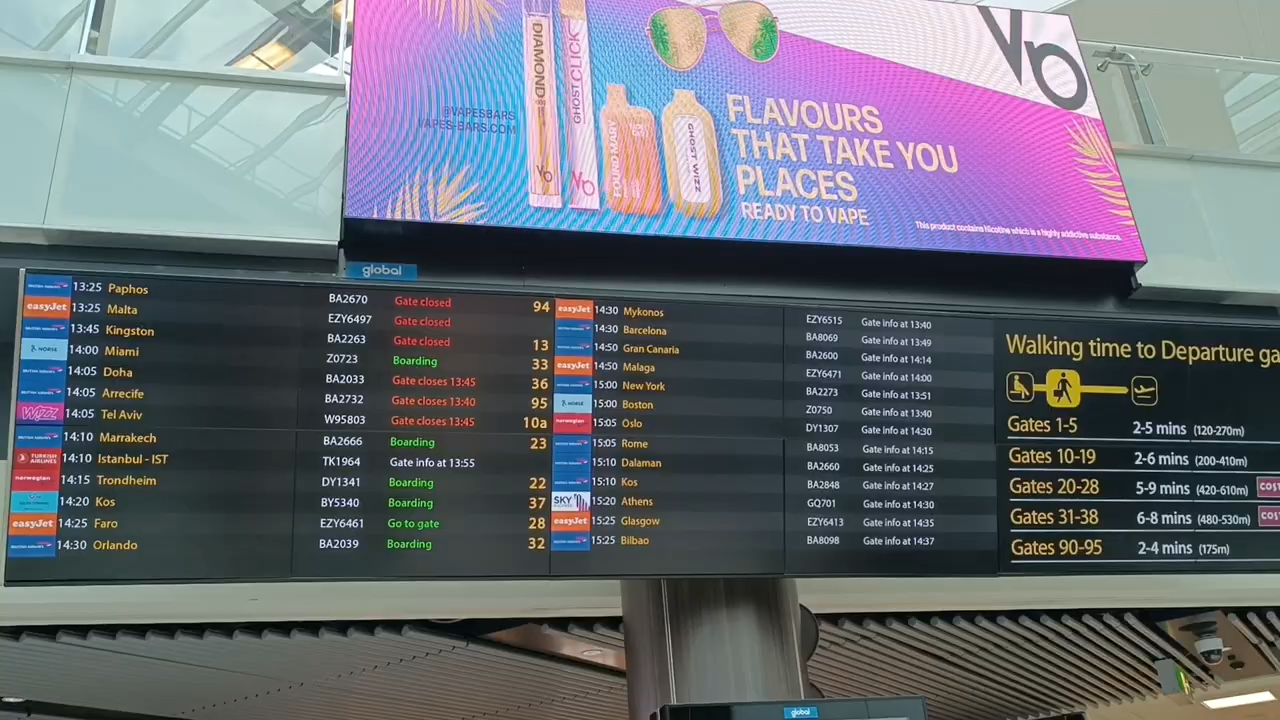 DIAMOND
VO
GHOST CLICK
VO
FOUND MARY
GHOST WIZZ
@VAPESBARS
VAPES-BARS.COM
FLAVOURS
THAT TAKE YOU
PLACES
READY TO VAPE
VO
This product contains Nicotine which is a highly addictive substance.
global
BRITISH AIRWAYS 13:25 Paphos BA2670 Gate closed 94
easyJet 13:25 Malta EZY6497 Gate closed
BRITISH AIRWAYS 13:45 Kingston BA2263 Gate closed 13
NORSE 14:00 Miami Z0723 Boarding 33
14:05 Doha BA2033 Gate closes 13:45 36
14:05 Arrecife BA2732 Gate closes 13:40 95
WIZZ 14:05 Tel Aviv W95803 Gate closes 13:45 10a
14:10 Marrakech BA2666 Boarding 23
TURKISH AIRLINES 14:10 Istanbul - IST TK1964 Gate info at 13:55
norwegian 14:15 Trondheim DY1341 Boarding 22
14:20 Kos BY5340 Boarding 37
easyJet 14:25 Faro EZY6461 Go to gate 28
14:30 Orlando BA2039 Boarding 32
easyJet 14:30 Mykonos EZY6515 Gate info at 13:40
14:30 Barcelona BA8069 Gate info at 13:49
14:50 Gran Canaria BA2600 Gate info at 14:14
easyJet 14:50 Malaga EZY6471 Gate info at 14:00
15:00 New York BA2273 Gate info at 13:51
NORSE 15:00 Boston Z0750 Gate info at 13:40
norwegian 15:05 Oslo DY1307 Gate info at 14:30
15:05 Rome BA8053 Gate info at 14:15
15:10 Dalaman BA2660 Gate info at 14:25
15:10 Kos BA2848 Gate info at 14:27
SKY 15:20 Athens GQ701 Gate info at 14:30
easyJet 15:25 Glasgow EZY6413 Gate info at 14:35
15:25 Bilbao BA8098 Gate info at 14:37
Walking time to Departure ga
Gates 1-5 2-5 mins (120-270m)
Gates 10-19 2-6 mins (200-410m)
Gates 20-28 5-9 mins (420-610m) COST
Gates 31-38 6-8 mins (480-530m) COS
Gates 90-95 2-4 mins (175m)
global